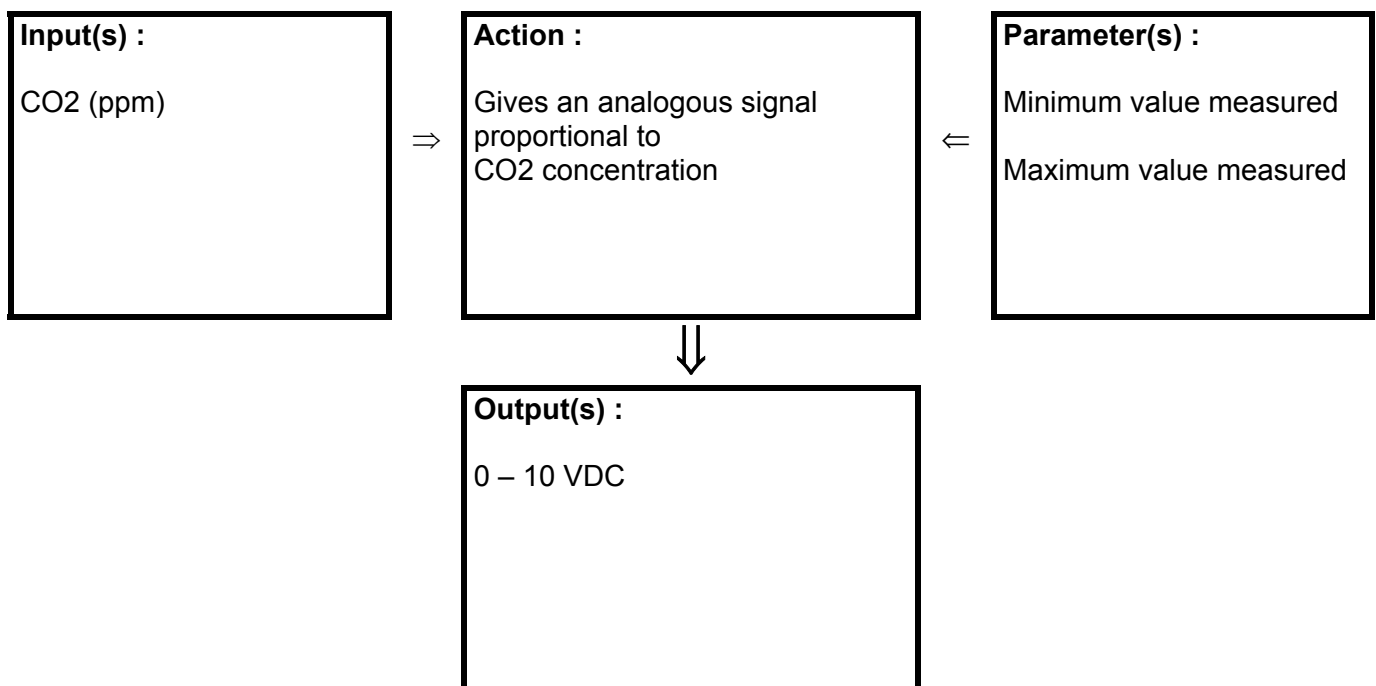 Input(s) :
CO2 (ppm)
⇒
Action :
Gives an analogous signal
proportional to
CO2 concentration
⇐
Parameter(s) :
Minimum value measured
Maximum value measured
⇓
Output(s) :
0 – 10 VDC